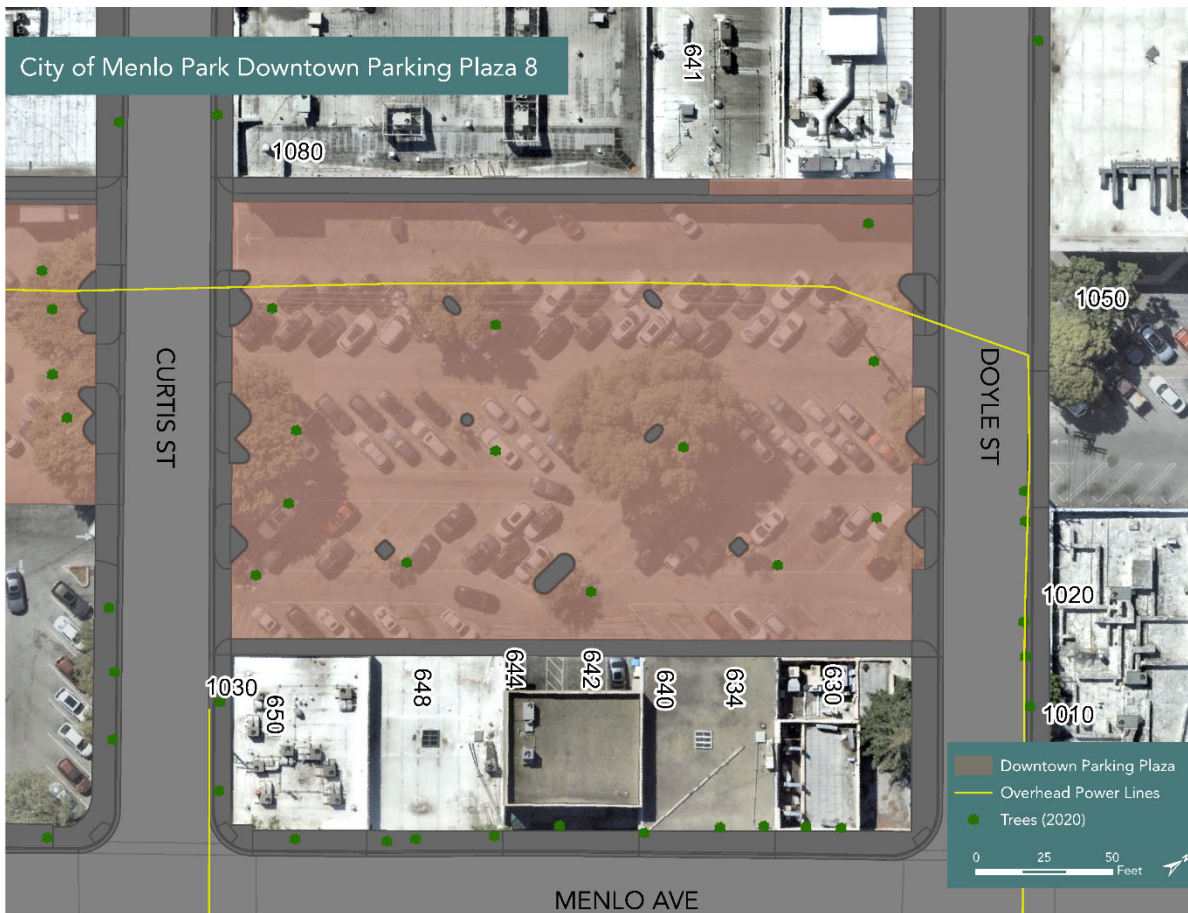 City of Menlo Park Downtown Parking Plaza 8
641
1080
1050
CURTIS ST
DOYLE ST
1020
1030
650
648
644
642
640
634
630
1010
Downtown Parking Plaza
Overhead Power Lines
Trees (2020)
0 25 50
Feet
MENLO AVE